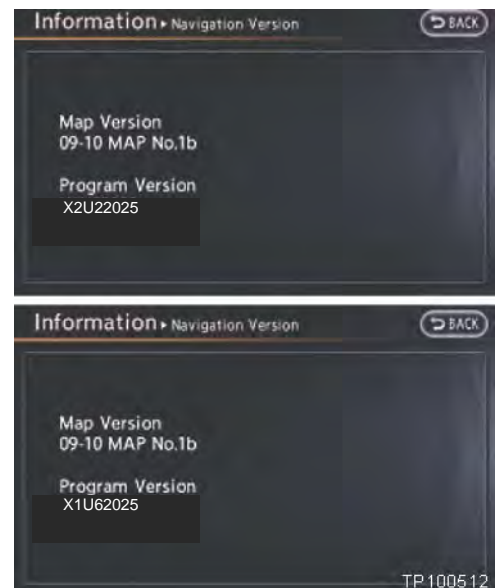 Information ▸ Navigation Version
BACK
Map Version
09-10 MAP No.1b
Program Version
X2U22025
Information ▸ Navigation Version
BACK
Map Version
09-10 MAP No.1b
Program Version
X1U62025
TP100512